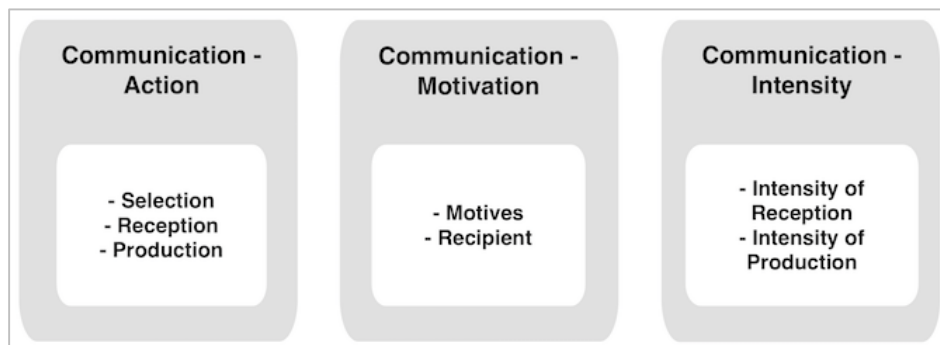 Communication -
Action
- Selection
- Reception
- Production
Communication -
Motivation
- Motives
- Recipient
Communication -
Intensity
- Intensity of
Reception
- Intensity of
Production